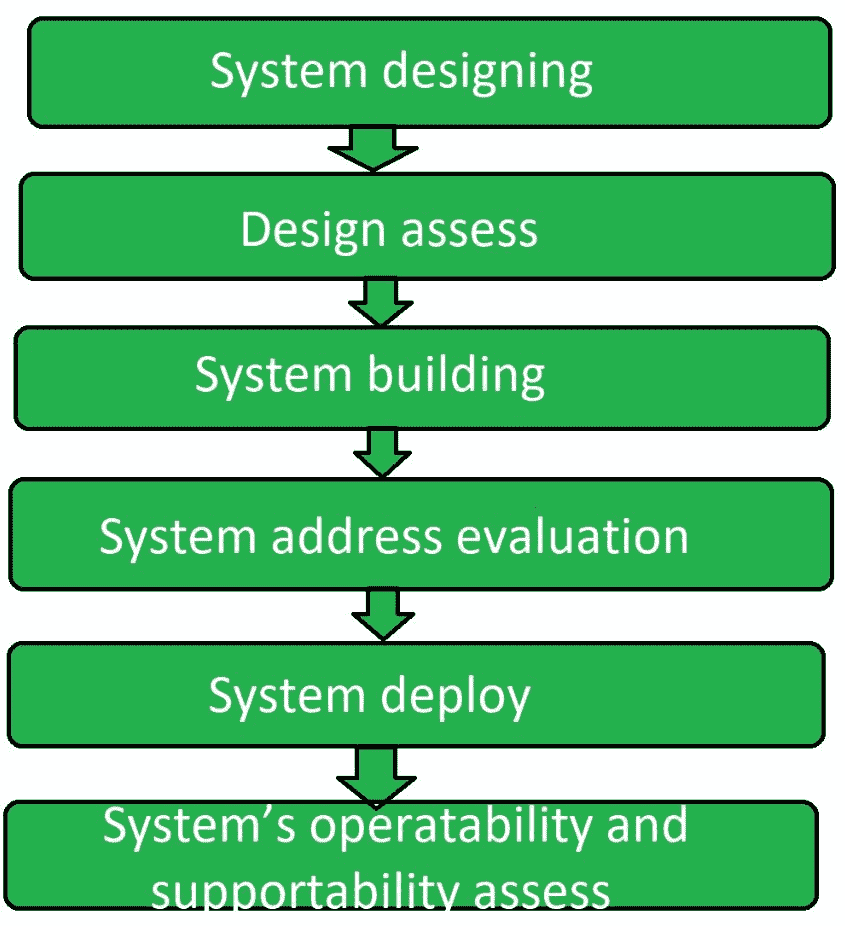 System designing
Design assess
System building
System address evaluation
System deploy
System’s operatability and
supportability assess